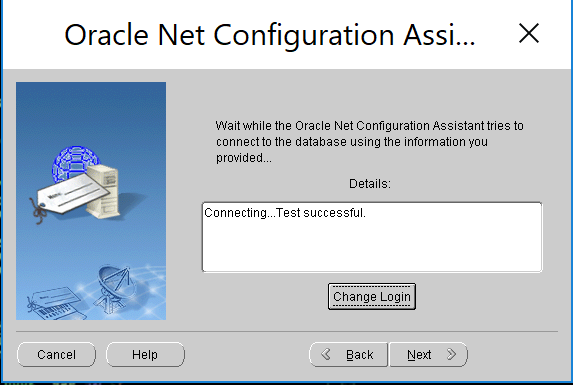 Oracle Net Configuration Assi...
Wait while the Oracle Net Configuration Assistant tries to
connect to the database using the information you
provided...
Details:
Connecting...Test successful.
Change Login
Cancel
Help
Back
Next